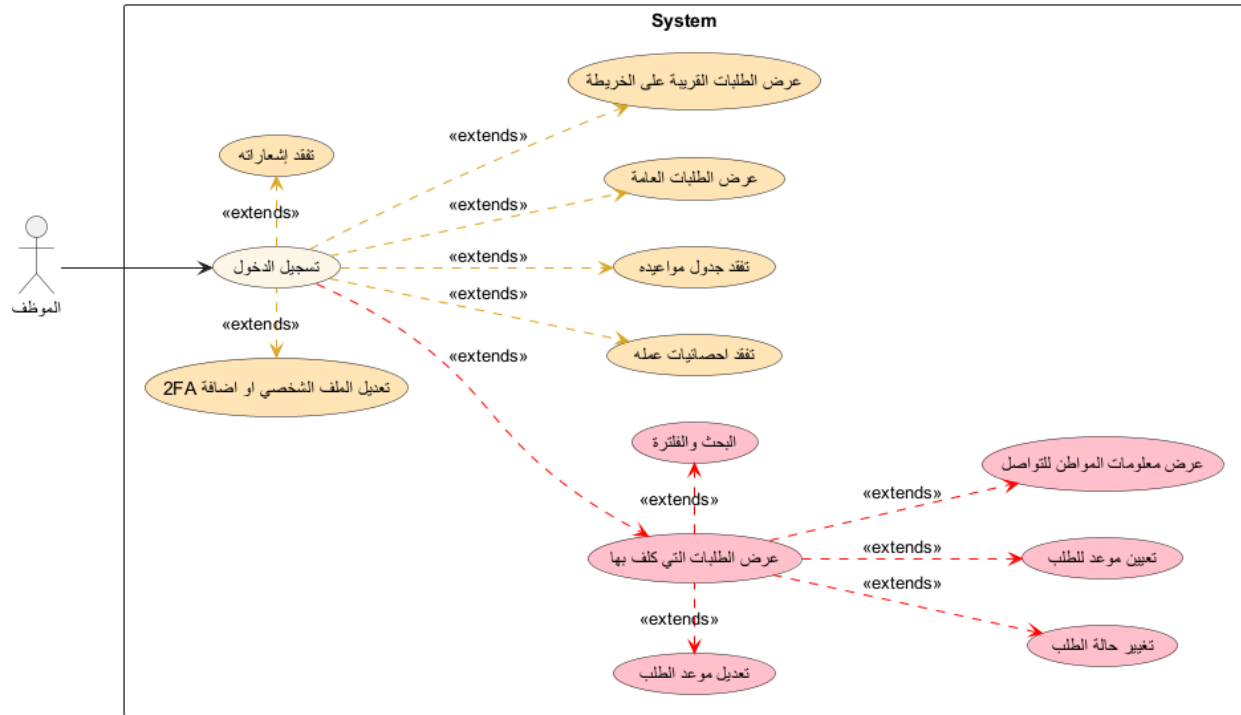 System
عرض الطلبات القريبة على الخريطة
«extends»
تفقد إشعاراته
«extends»
عرض الطلبات العامة
«extends»
تسجيل الدخول
تفقد جدول مواعيده
«extends»
الموظف
«extends»
«extends»
تفقد احصائيات عمله
«extends»
تعديل الملف الشخصي او اضافة 2FA
البحث والفلترة
عرض معلومات المواطن للتواصل
«extends»
«extends»
عرض الطلبات التي كلف بها
«extends»
تعيين موعد للطلب
«extends»
تغيير حالة الطلب
«extends»
تعديل موعد الطلب